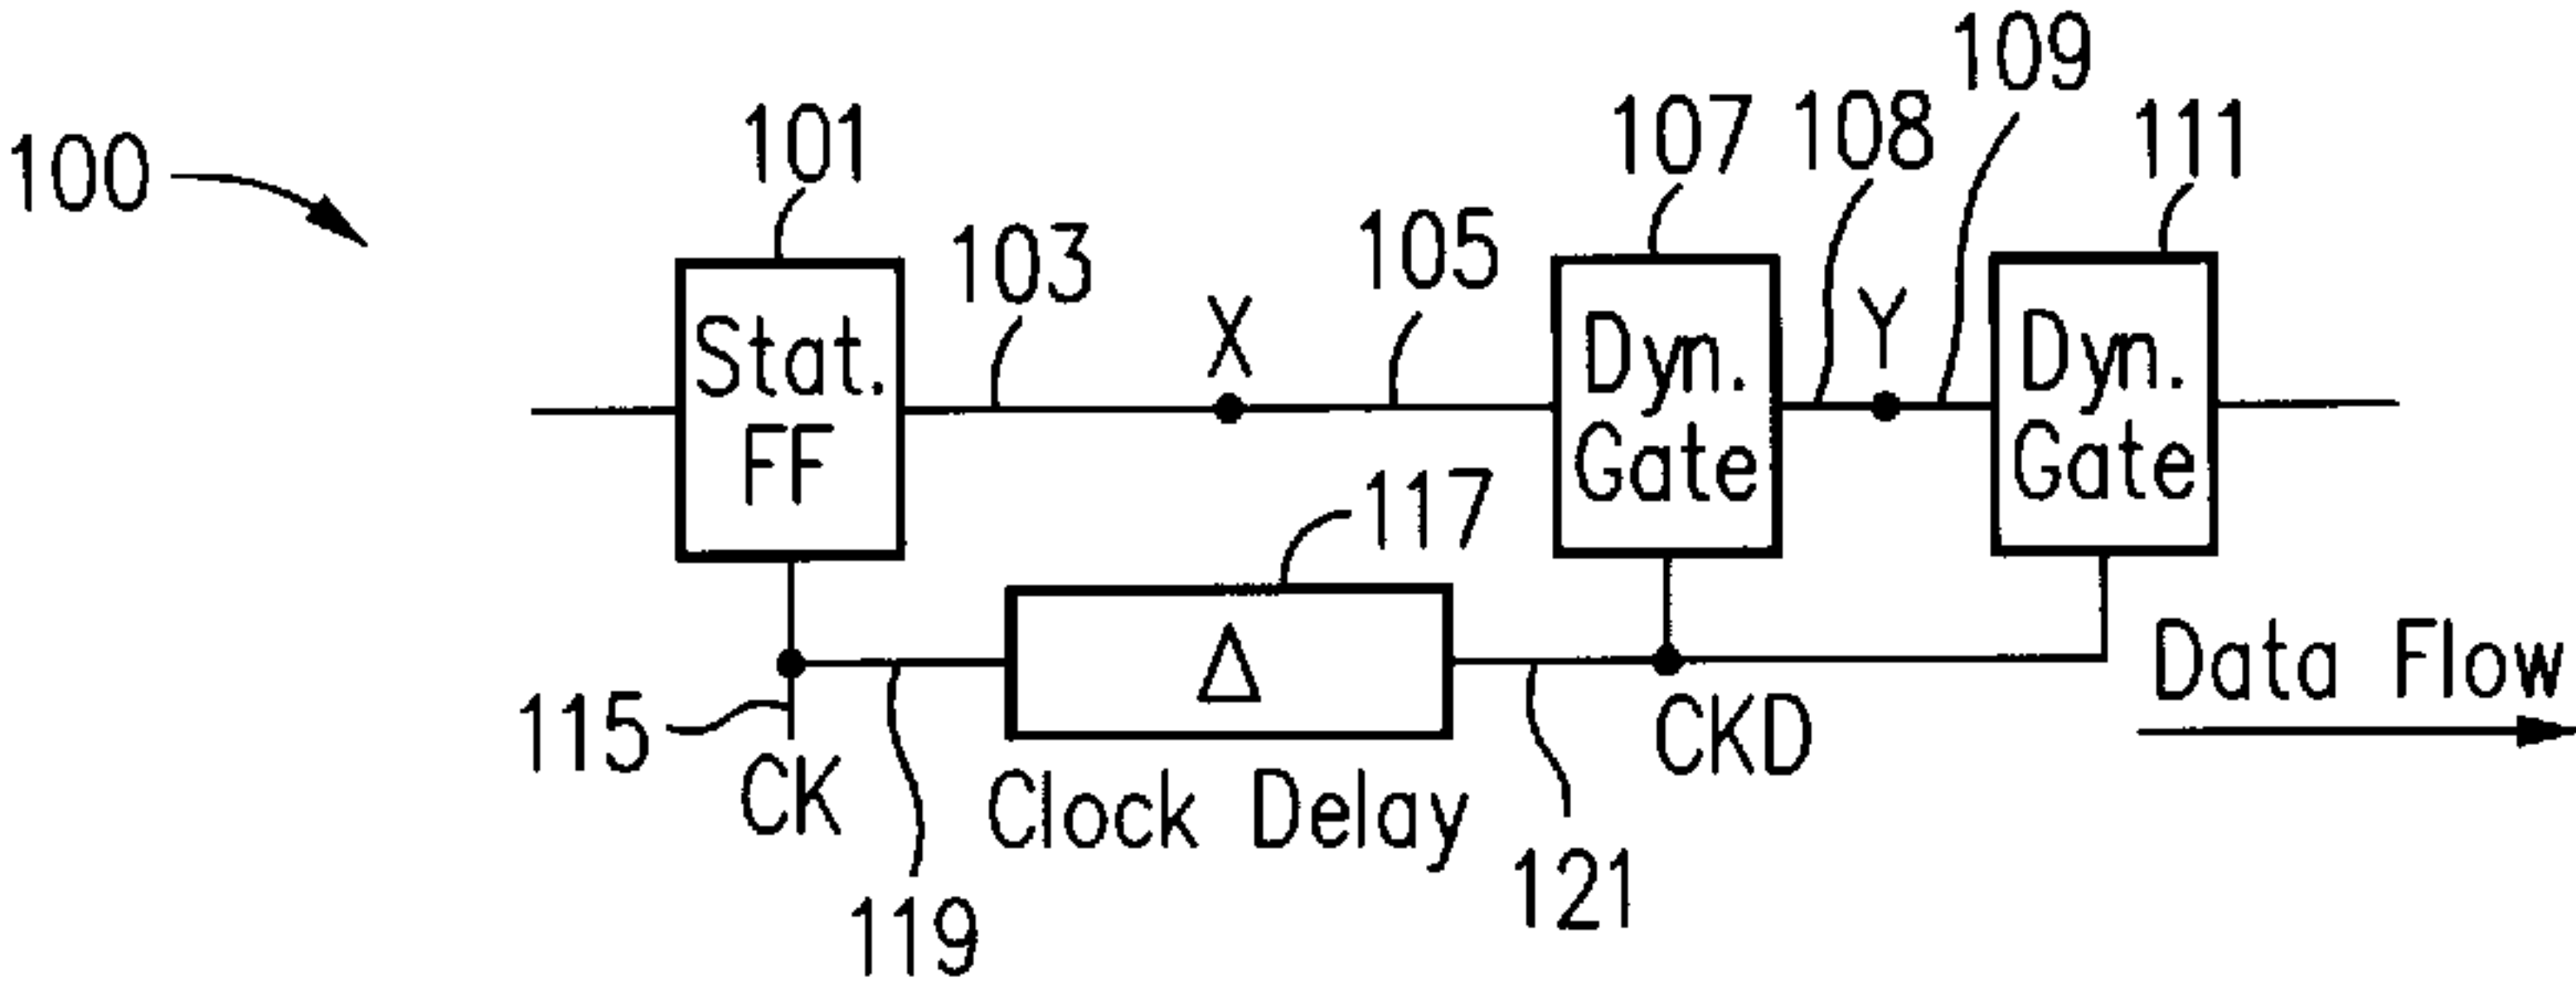 109
101
107
108
111
100
103
X
105
Y
Stat.
FF
Dyn.
Gate
Dyn.
Gate
117
Δ
115
CK
Clock Delay
CKD
Data Flow
119
121